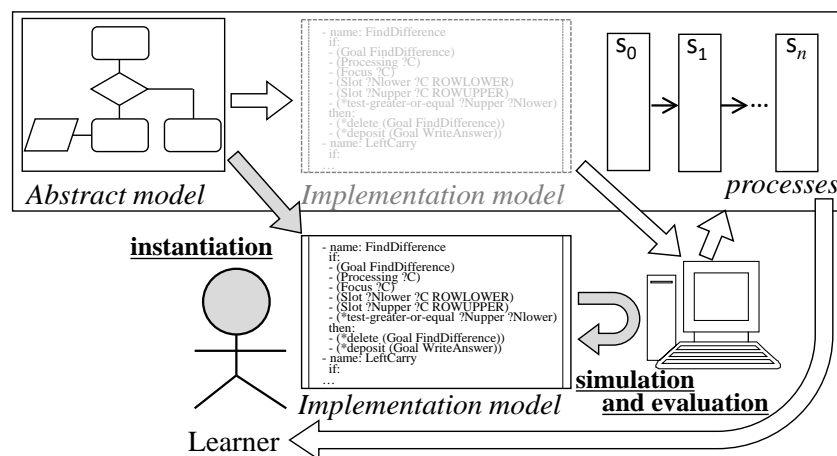 - name: FindDifference
if:
- (Goal FindDifference)
- (Processing ?C)
- (Focus ?C)
- (Slot ?Nlower ?C ROWLOWER)
- (Slot ?Nupper ?C ROWUPPER)
- (*test-greater-or-equal ?Nupper ?Nlower)
then:
- (*delete (Goal FindDifference))
- (*deposit (Goal WriteAnswer))
- name: LeftCarry
if:
...
S0 S1 Sn
...
Abstract model
Implementation model
processes
instantiation
- name: FindDifference
if:
- (Goal FindDifference)
- (Processing ?C)
- (Focus ?C)
- (Slot ?Nlower ?C ROWLOWER)
- (Slot ?Nupper ?C ROWUPPER)
- (*test-greater-or-equal ?Nupper ?Nlower)
then:
- (*delete (Goal FindDifference))
- (*deposit (Goal WriteAnswer))
- name: LeftCarry
if:
...
Implementation model
simulation
and evaluation
Learner